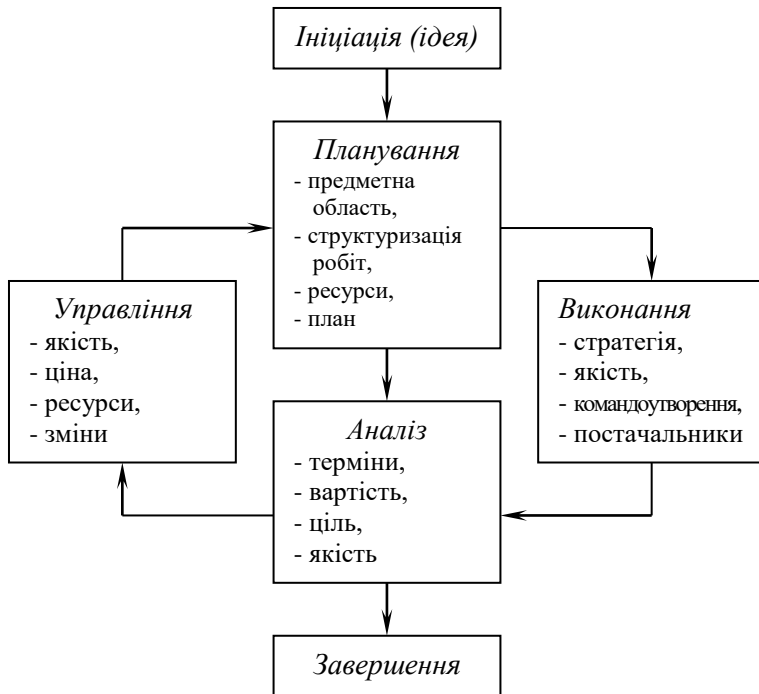 Ініціація (ідея)
Планування
- предметна
область,
- структуризація
робіт,
- ресурси,
- план
Управління
- якість,
- ціна,
- ресурси,
- зміни
Виконання
- стратегія,
- якість,
- командоутворення,
- постачальники
Аналіз
- терміни,
- вартість,
- ціль,
- якість
Завершення